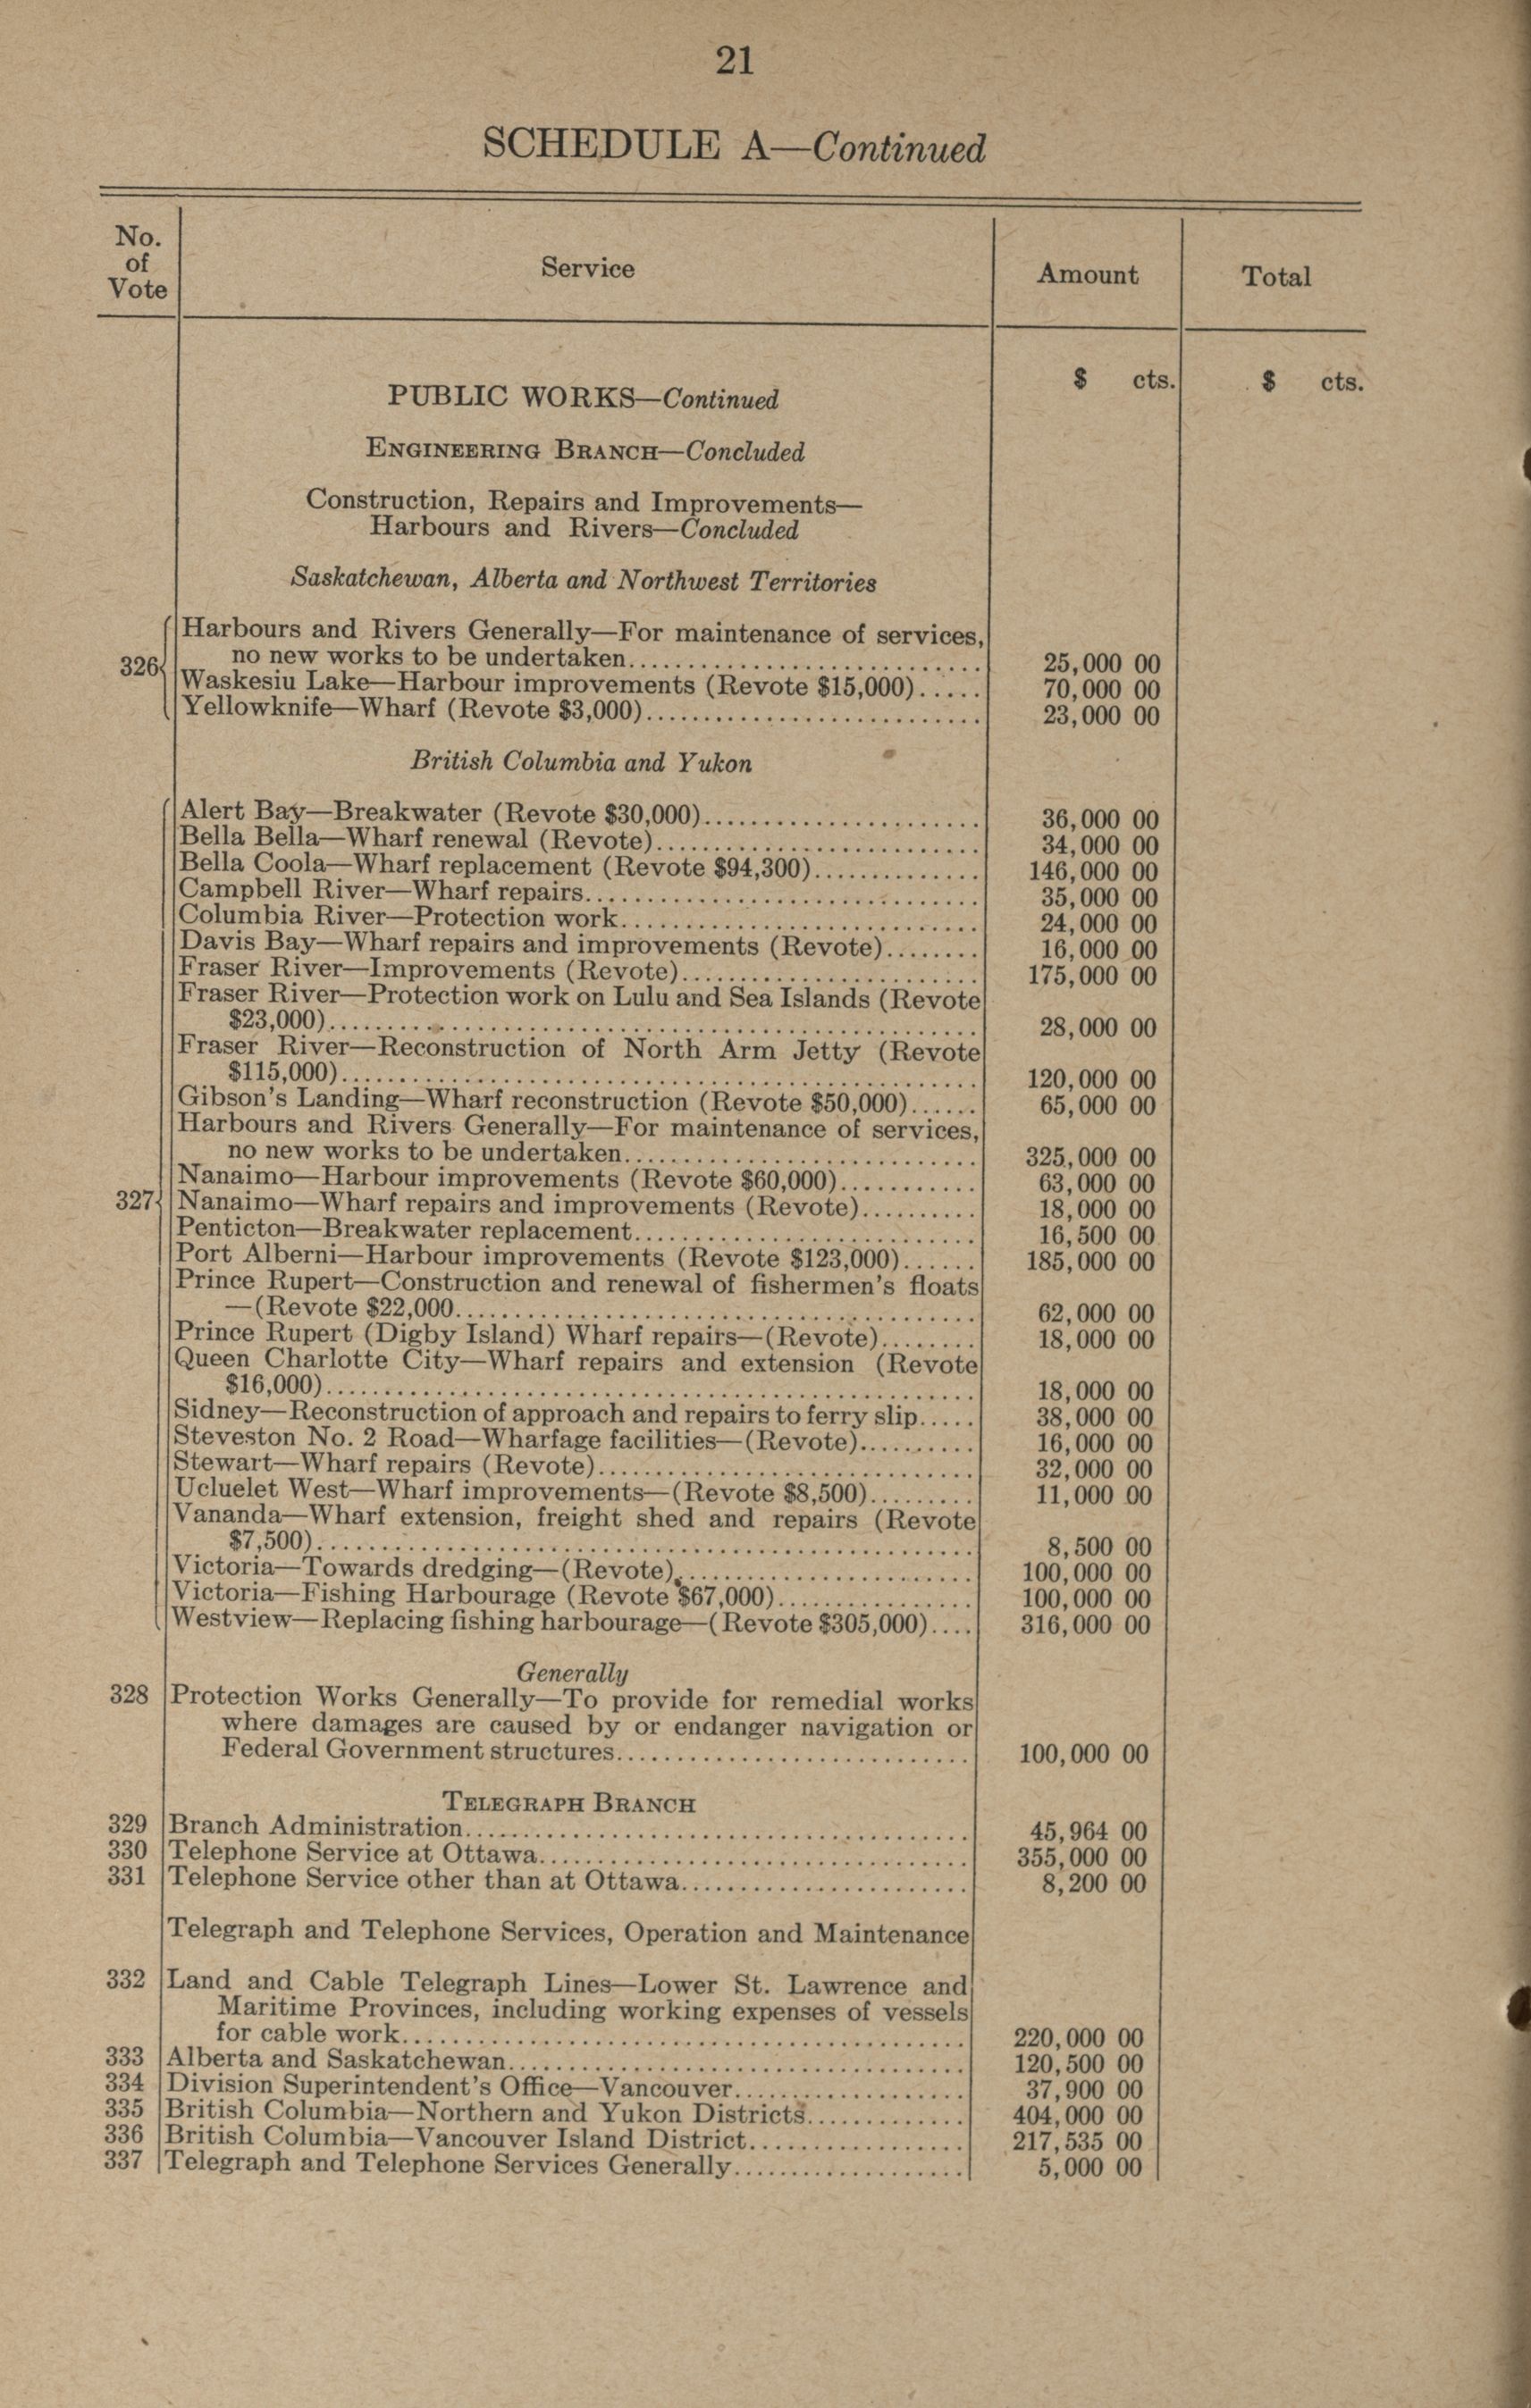 21
SCHEDULE A—Continued
No.
of
Vote
Service
Amount
Total
$ cts.
$ cts.
PUBLIC WORKS—Continued
ENGINEERING BRANCH—Concluded
Construction, Repairs and Improvements—
Harbours and Rivers—Concluded
Saskatchewan, Alberta and Northwest Territories
Harbours and Rivers Generally—For maintenance of services,
326 no new works to be undertaken 25,000 00
Waskesiu Lake—Harbour improvements (Revote $15,000) 70,000 00
Yellowknife—Wharf (Revote $3,000) 23,000 00
British Columbia and Yukon
Alert Bay—Breakwater (Revote $30,000) 36,000 00
Bella Bella—Wharf renewal (Revote) 34,000 00
Bella Coola—Wharf replacement (Revote $94,300) 146,000 00
Campbell River—Wharf repairs 35,000 00
Columbia River—Protection work 24,000 00
Davis Bay—Wharf repairs and improvements (Revote) 16,000 00
Fraser River—Improvements (Revote) 175,000 00
Fraser River—Protection work on Lulu and Sea Islands (Revote
$23,000) 28,000 00
Fraser River—Reconstruction of North Arm Jetty (Revote
$115,000) 120,000 00
Gibson's Landing—Wharf reconstruction (Revote $50,000) 65,000 00
Harbours and Rivers Generally—For maintenance of services,
no new works to be undertaken 325,000 00
Nanaimo—Harbour improvements (Revote $60,000) 63,000 00
327 Nanaimo—Wharf repairs and improvements (Revote) 18,000 00
Penticton—Breakwater replacement 16,500 00
Port Alberni—Harbour improvements (Revote $123,000) 185,000 00
Prince Rupert—Construction and renewal of fishermen's floats
—(Revote $22,000 62,000 00
Prince Rupert (Digby Island) Wharf repairs—(Revote) 18,000 00
Queen Charlotte City—Wharf repairs and extension (Revote
$16,000) 18,000 00
Sidney—Reconstruction of approach and repairs to ferry slip 38,000 00
Steveston No. 2 Road—Wharfage facilities—(Revote) 16,000 00
Stewart—Wharf repairs (Revote) 32,000 00
Ucluelet West—Wharf improvements—(Revote $8,500) 11,000 00
Vananda—Wharf extension, freight shed and repairs (Revote
$7,500) 8,500 00
Victoria—Towards dredging—(Revote) 100,000 00
Victoria—Fishing Harbourage (Revote $67,000) 100,000 00
Westview—Replacing fishing harbourage—(Revote $305,000) 316,000 00
Generally
328 Protection Works Generally—To provide for remedial works
where damages are caused by or endanger navigation or
Federal Government structures 100,000 00
TELEGRAPH BRANCH
329 Branch Administration 45,964 00
330 Telephone Service at Ottawa 355,000 00
331 Telephone Service other than at Ottawa 8,200 00
Telegraph and Telephone Services, Operation and Maintenance
332 Land and Cable Telegraph Lines—Lower St. Lawrence and
Maritime Provinces, including working expenses of vessels
for cable work 220,000 00
333 Alberta and Saskatchewan 120,500 00
334 Division Superintendent's Office—Vancouver 37,900 00
335 British Columbia—Northern and Yukon Districts 404,000 00
336 British Columbia—Vancouver Island District 217,535 00
337 Telegraph and Telephone Services Generally 5,000 00